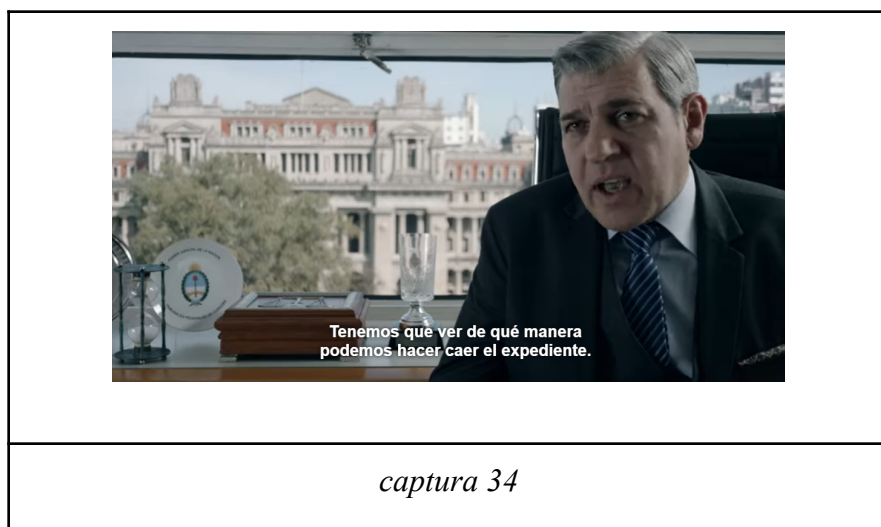 Tenemos que ver de qué manera
podemos hacer caer el expediente.
captura 34